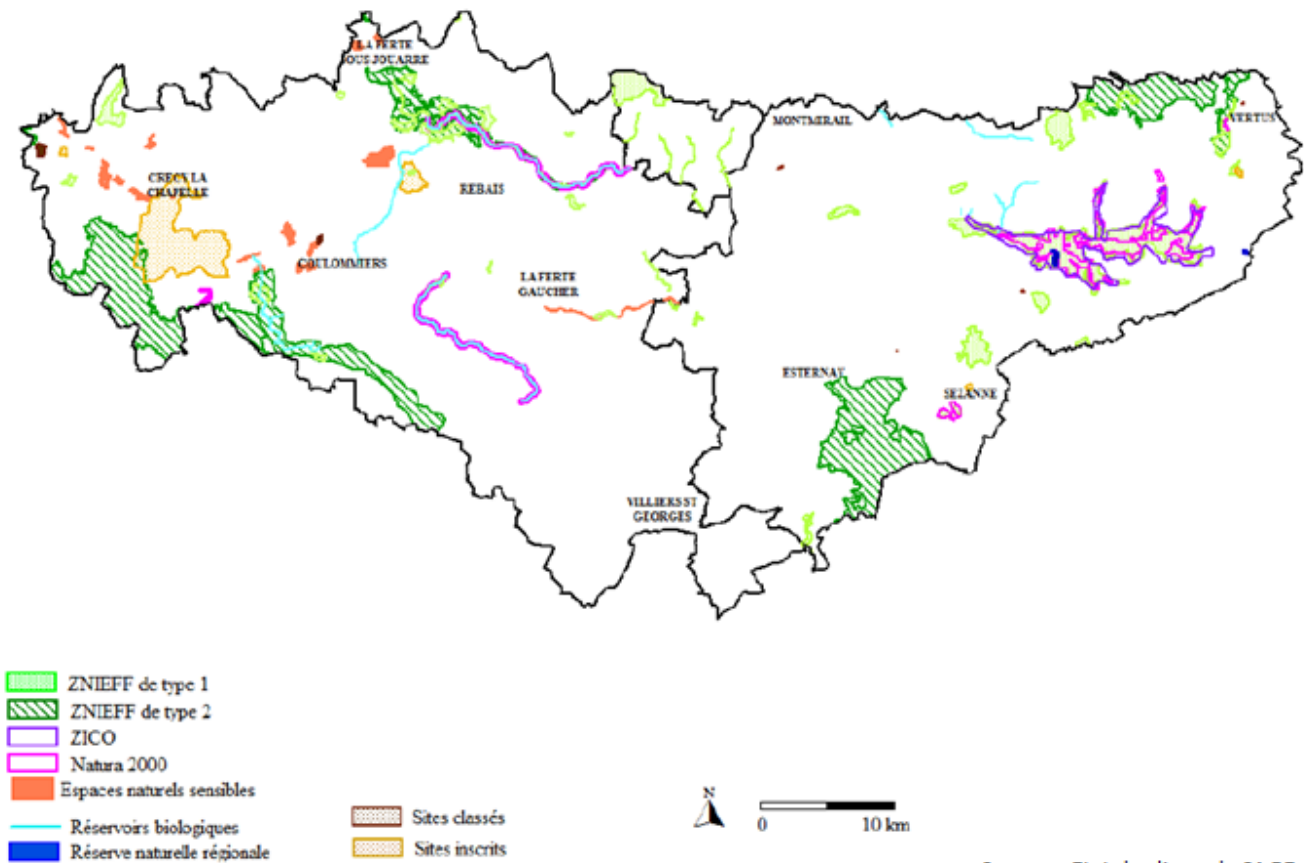 LA FERTE
SOUS JOUARRE
MONTMIRAIL
VERTUS
CRECY LA
CHAPELLE
REBAIS
COULOMMIERS
LA FERTE
GAUCHER
ESTERNAY
SEZANNE
VILLIERS ST
GEORGES
ZNIEFF de type 1
ZNIEFF de type 2
ZICO
Natura 2000
Espaces naturels sensibles
Réservoirs biologiques
Réserve naturelle régionale
Sites classés
Sites inscrits
N
0 10 km